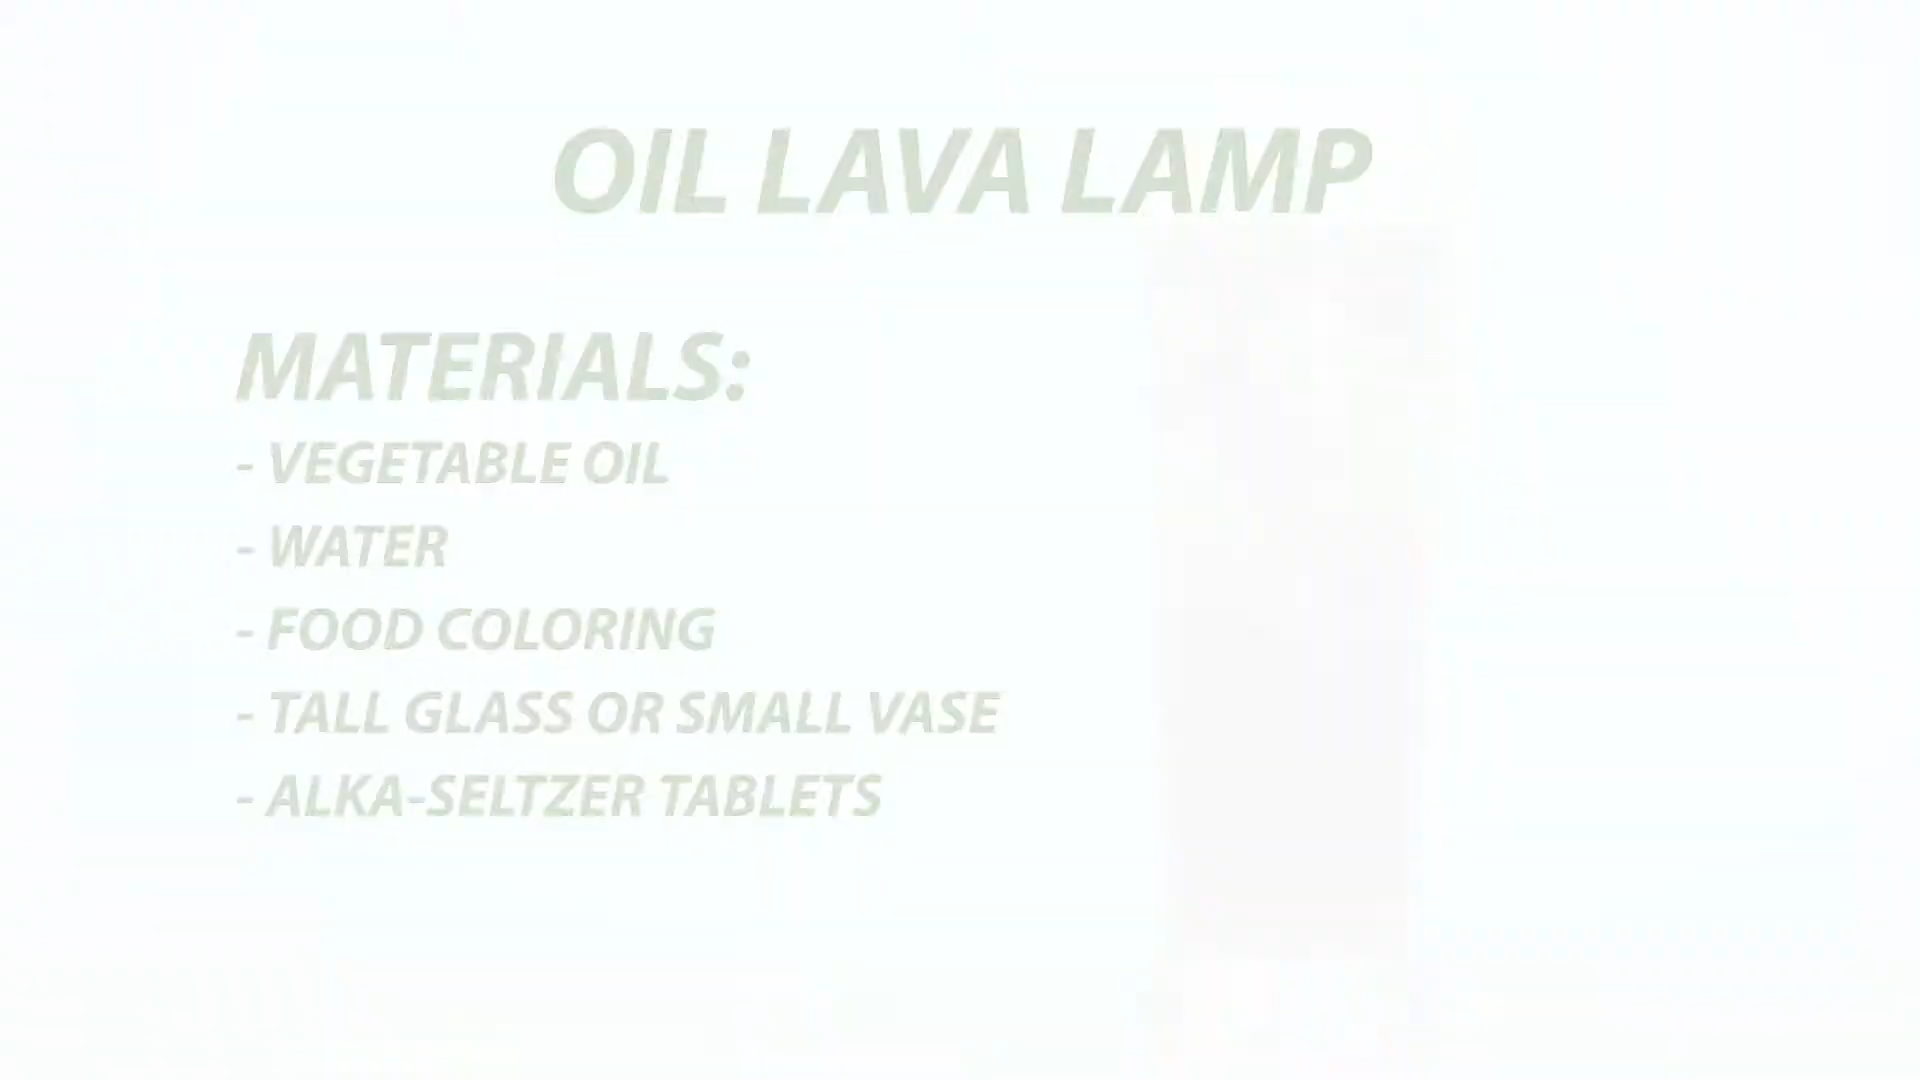 OIL LAVA LAMP
MATERIALS:
- VEGETABLE OIL
- WATER
- FOOD COLORING
- TALL GLASS OR SMALL VASE
- ALKA-SELTZER TABLETS